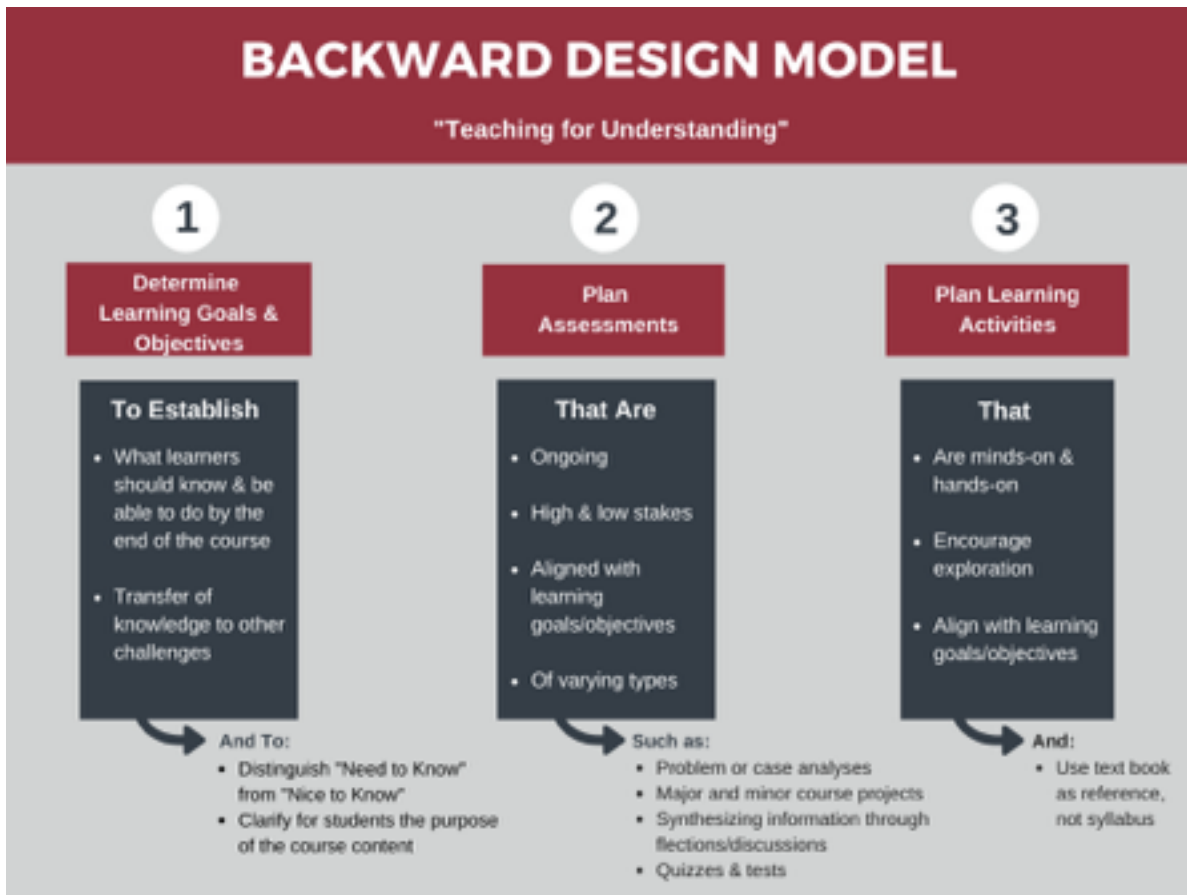 BACKWARD DESIGN MODEL
"Teaching for Understanding"
1
Determine
Learning Goals &
Objectives
To Establish
• What learners
should know & be
able to do by the
end of the course
• Transfer of
knowledge to other
challenges
And To:
• Distinguish "Need to Know"
from "Nice to Know"
• Clarify for students the purpose
of the course content
2
Plan
Assessments
That Are
• Ongoing
• High & low stakes
• Aligned with
learning
goals/objectives
• Of varying types
Such as:
• Problem or case analyses
• Major and minor course projects
• Synthesizing information through
flections/discussions
• Quizzes & tests
3
Plan Learning
Activities
That
• Are minds-on &
hands-on
• Encourage
exploration
• Align with learning
goals/objectives
And:
• Use text book
as reference,
not syllabus